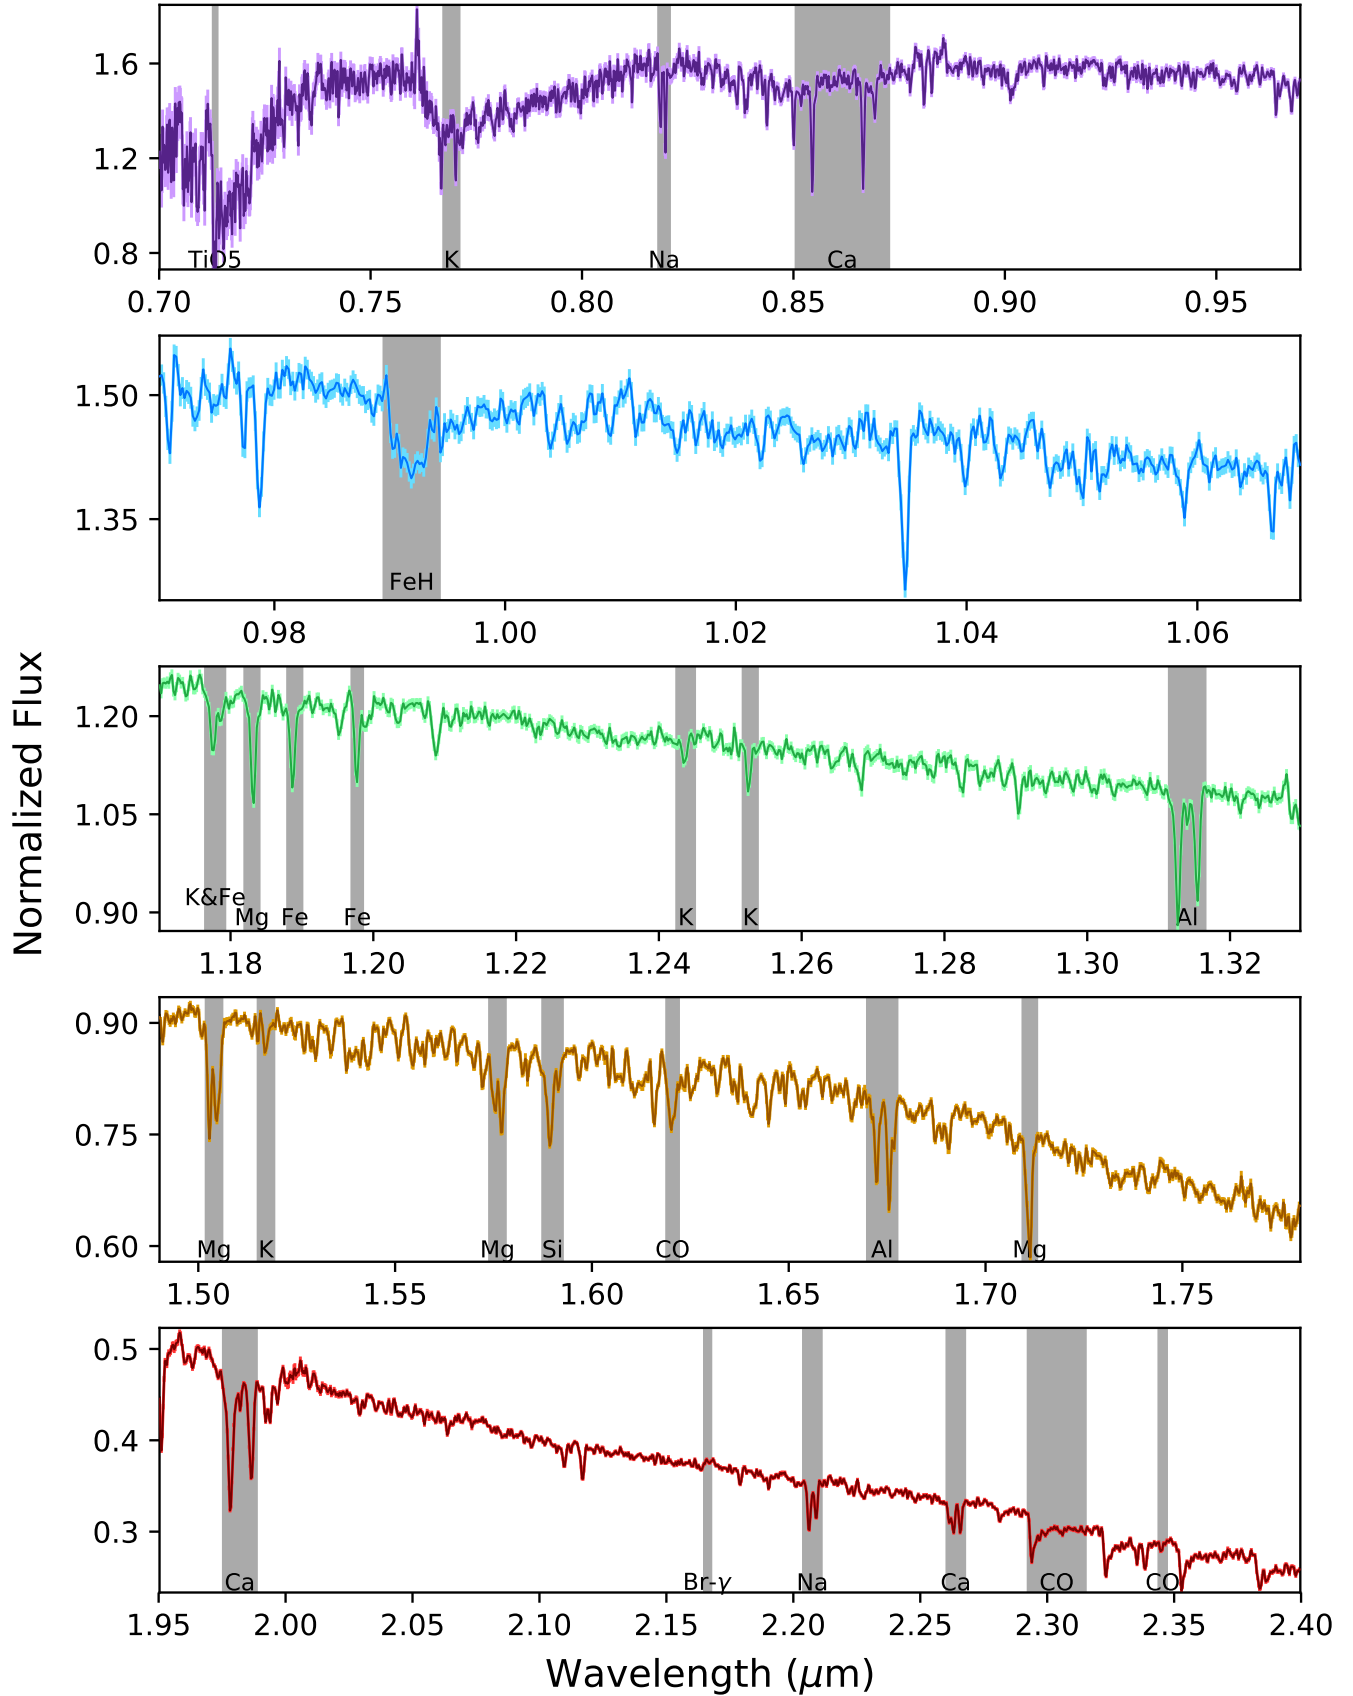 1.6
1.2
0.8
TiO5 K Na Ca
0.70 0.75 0.80 0.85 0.90 0.95
1.50
1.35
FeH
0.98 1.00 1.02 1.04 1.06
Normalized Flux
1.20
1.05
0.90
K&Fe Mg Fe Fe K K Al
1.18 1.20 1.22 1.24 1.26 1.28 1.30 1.32
0.90
0.75
0.60
Mg K Mg Si CO Al Mg
1.50 1.55 1.60 1.65 1.70 1.75
0.5
0.4
0.3
Ca Br-γ Na Ca CO CO
1.95 2.00 2.05 2.10 2.15 2.20 2.25 2.30 2.35 2.40
Wavelength (μm)